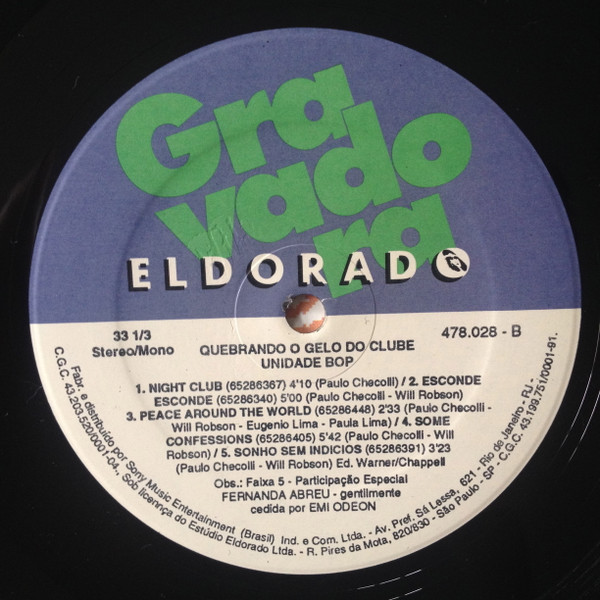 Gra
vado
ra
ELDORADO
33 1/3
Stereo/Mono
478.028 - B
QUEBRANDO O GELO DO CLUBE
UNIDADE BOP
1. NIGHT CLUB (65286367) 4'10 (Paulo Checolli) / 2. ESCONDE
ESCONDE (65286340) 5'00 (Paulo Checolli - Will Robson)
3. PEACE AROUND THE WORLD (65286448) 2'33 (Paulo Checolli -
Will Robson - Eugenio Lima - Paula Lima) / 4. SOME
CONFESSIONS (65286405) 5'42 (Paulo Checolli - Will
Robson) / 5. SONHO SEM INDICIOS (65286391) 3'23
(Paulo Checolli - Will Robson) Ed. Warner/Chappell
Obs.: Faixa 5 - Participação Especial
FERNANDA ABREU - gentilmente
cedida por EMI ODEON
Fabr. e distribuido por Sony Music Entertainment (Brasil) Ind. e Com. Ltda. - Av. Pref. Sá Lessa, 621 - Rio de Janeiro - RJ -
C.G.C. 43.203.520/0001-04-, Sob licencça do Estúdio Eldorado Ltda. - R. Pires da Mota, 820/830 - São Paulo - SP - C.G.C. 43.199.751/0001-91.